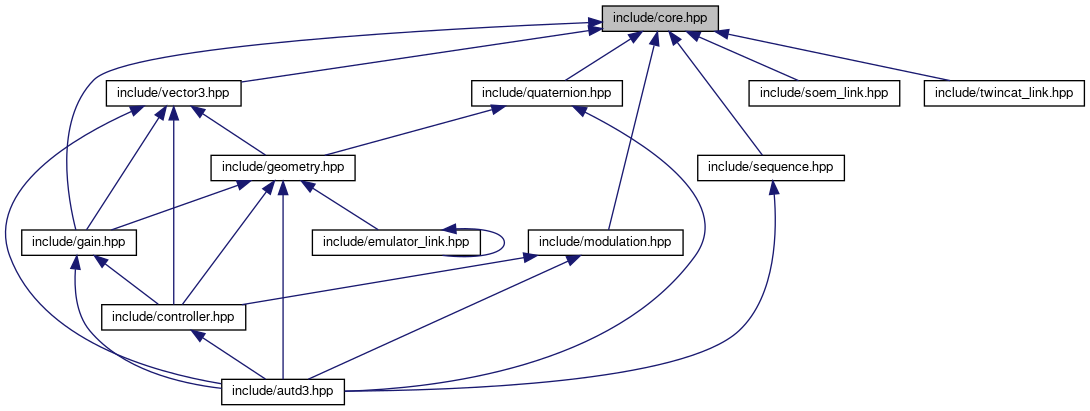 include/core.hpp
include/vector3.hpp
include/quaternion.hpp
include/soem_link.hpp
include/twincat_link.hpp
include/geometry.hpp
include/sequence.hpp
include/gain.hpp
include/emulator_link.hpp
include/modulation.hpp
include/controller.hpp
include/autd3.hpp